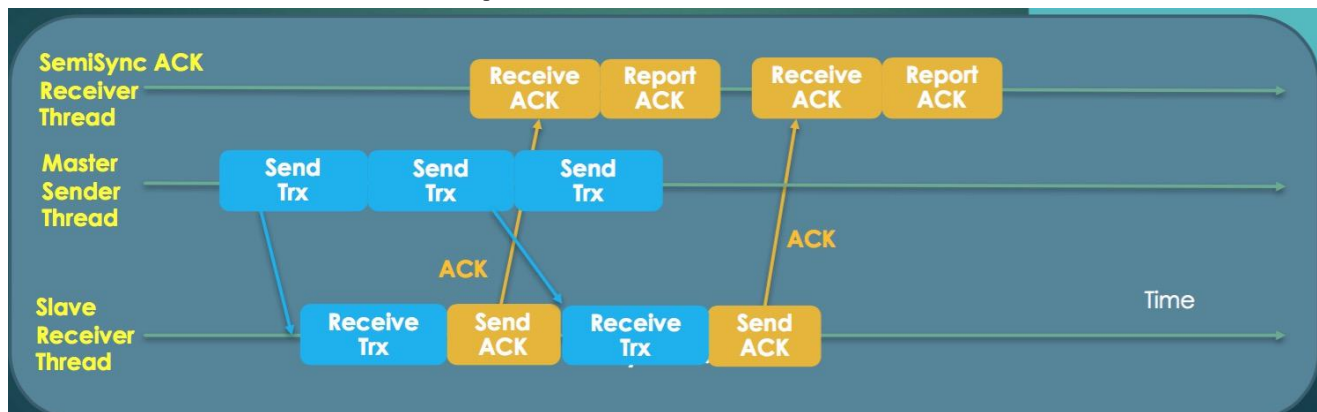 SemiSync ACK
Receiver
Thread
Receive
ACK
Report
ACK
Receive
ACK
Report
ACK
Master
Sender
Thread
Send
Trx
Send
Trx
Send
Trx
ACK
ACK
Slave
Receiver
Thread
Receive
Trx
Send
ACK
Receive
Trx
Send
ACK
Time